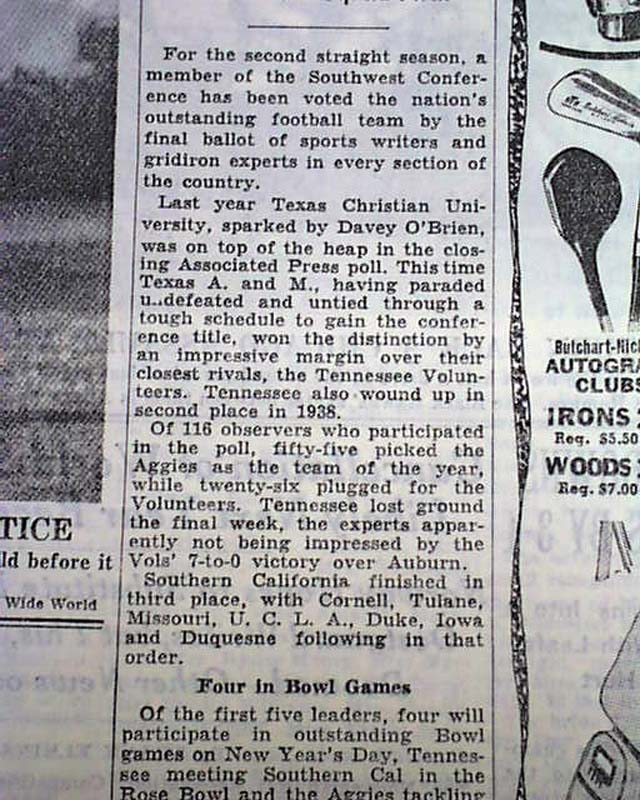 For the second straight season, a
member of the Southwest Confer-
ence has been voted the nation's
outstanding football team by the
final ballot of sports writers and
gridiron experts in every section of
the country.
Last year Texas Christian Uni-
versity, sparked by Davey O'Brien,
was on top of the heap in the clos-
ing Associated Press poll. This time
Texas A. and M., having paraded
u..defeated and untied through a
tough schedule to gain the confer-
ence title, won the distinction by
an impressive margin over their
closest rivals, the Tennessee Volun-
teers. Tennessee also wound up in
second place in 1938.
Of 116 observers who participated
in the poll, fifty-five picked the
Aggies as the team of the year,
while twenty-six plugged for the
Volunteers. Tennessee lost ground
the final week, the experts appar-
ently not being impressed by the
Vols' 7-to-0 victory over Auburn.
Southern California finished in
third place, with Cornell, Tulane,
Missouri, U. C. L. A., Duke, Iowa
and Duquesne following in that
order.
Four in Bowl Games
Of the first five leaders, four will
participate in outstanding Bowl
games on New Year's Day, Tennes-
see meeting Southern Cal in the
Rose Bowl and the Aggies tackling
TICE
ld before it
Wide World
Butchart-Nich
AUTOGRA
CLUBS
IRONS
Reg. $5.50
WOODS
Reg. $7.00